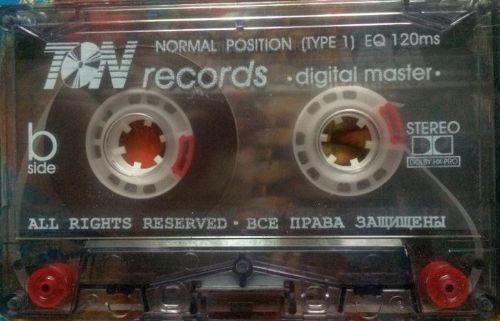 NORMAL POSITION (TYPE 1) EQ 120ms
TON records · digital master ·
b
side
STEREO
DOLBY HX-PRO
ALL RIGHTS RESERVED · ВСЕ ПРАВА ЗАЩИЩЕНЫ